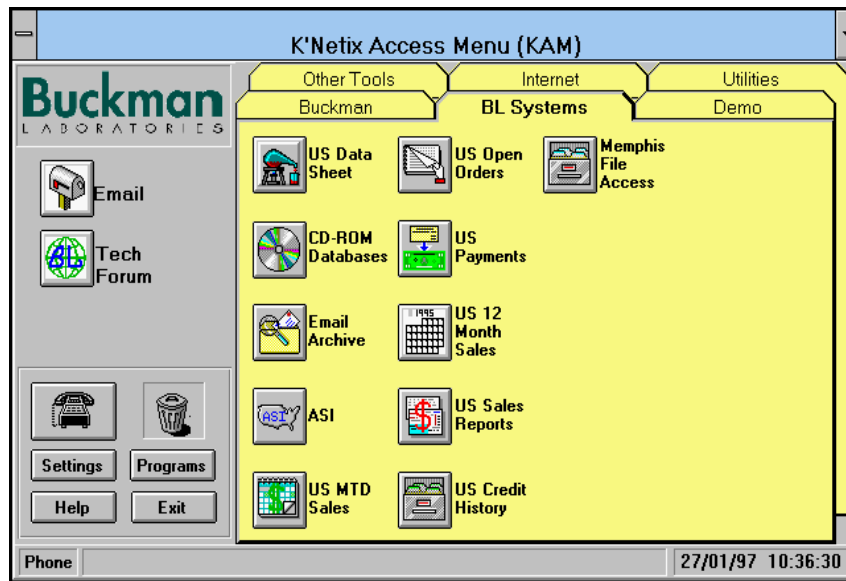 K'Netix Access Menu (KAM)
Buckman
LABORATORIES
Email
BL
Tech
Forum
Settings
Programs
Help
Exit
Other Tools
Internet
Utilities
Buckman
BL Systems
Demo
US Data
Sheet
US Open
Orders
Memphis
File
Access
CD-ROM
Databases
US
Payments
Email
Archive
1995
US 12
Month
Sales
ASI
ASI
US Sales
Reports
US MTD
Sales
US Credit
History
Phone
27/01/97 10:36:30